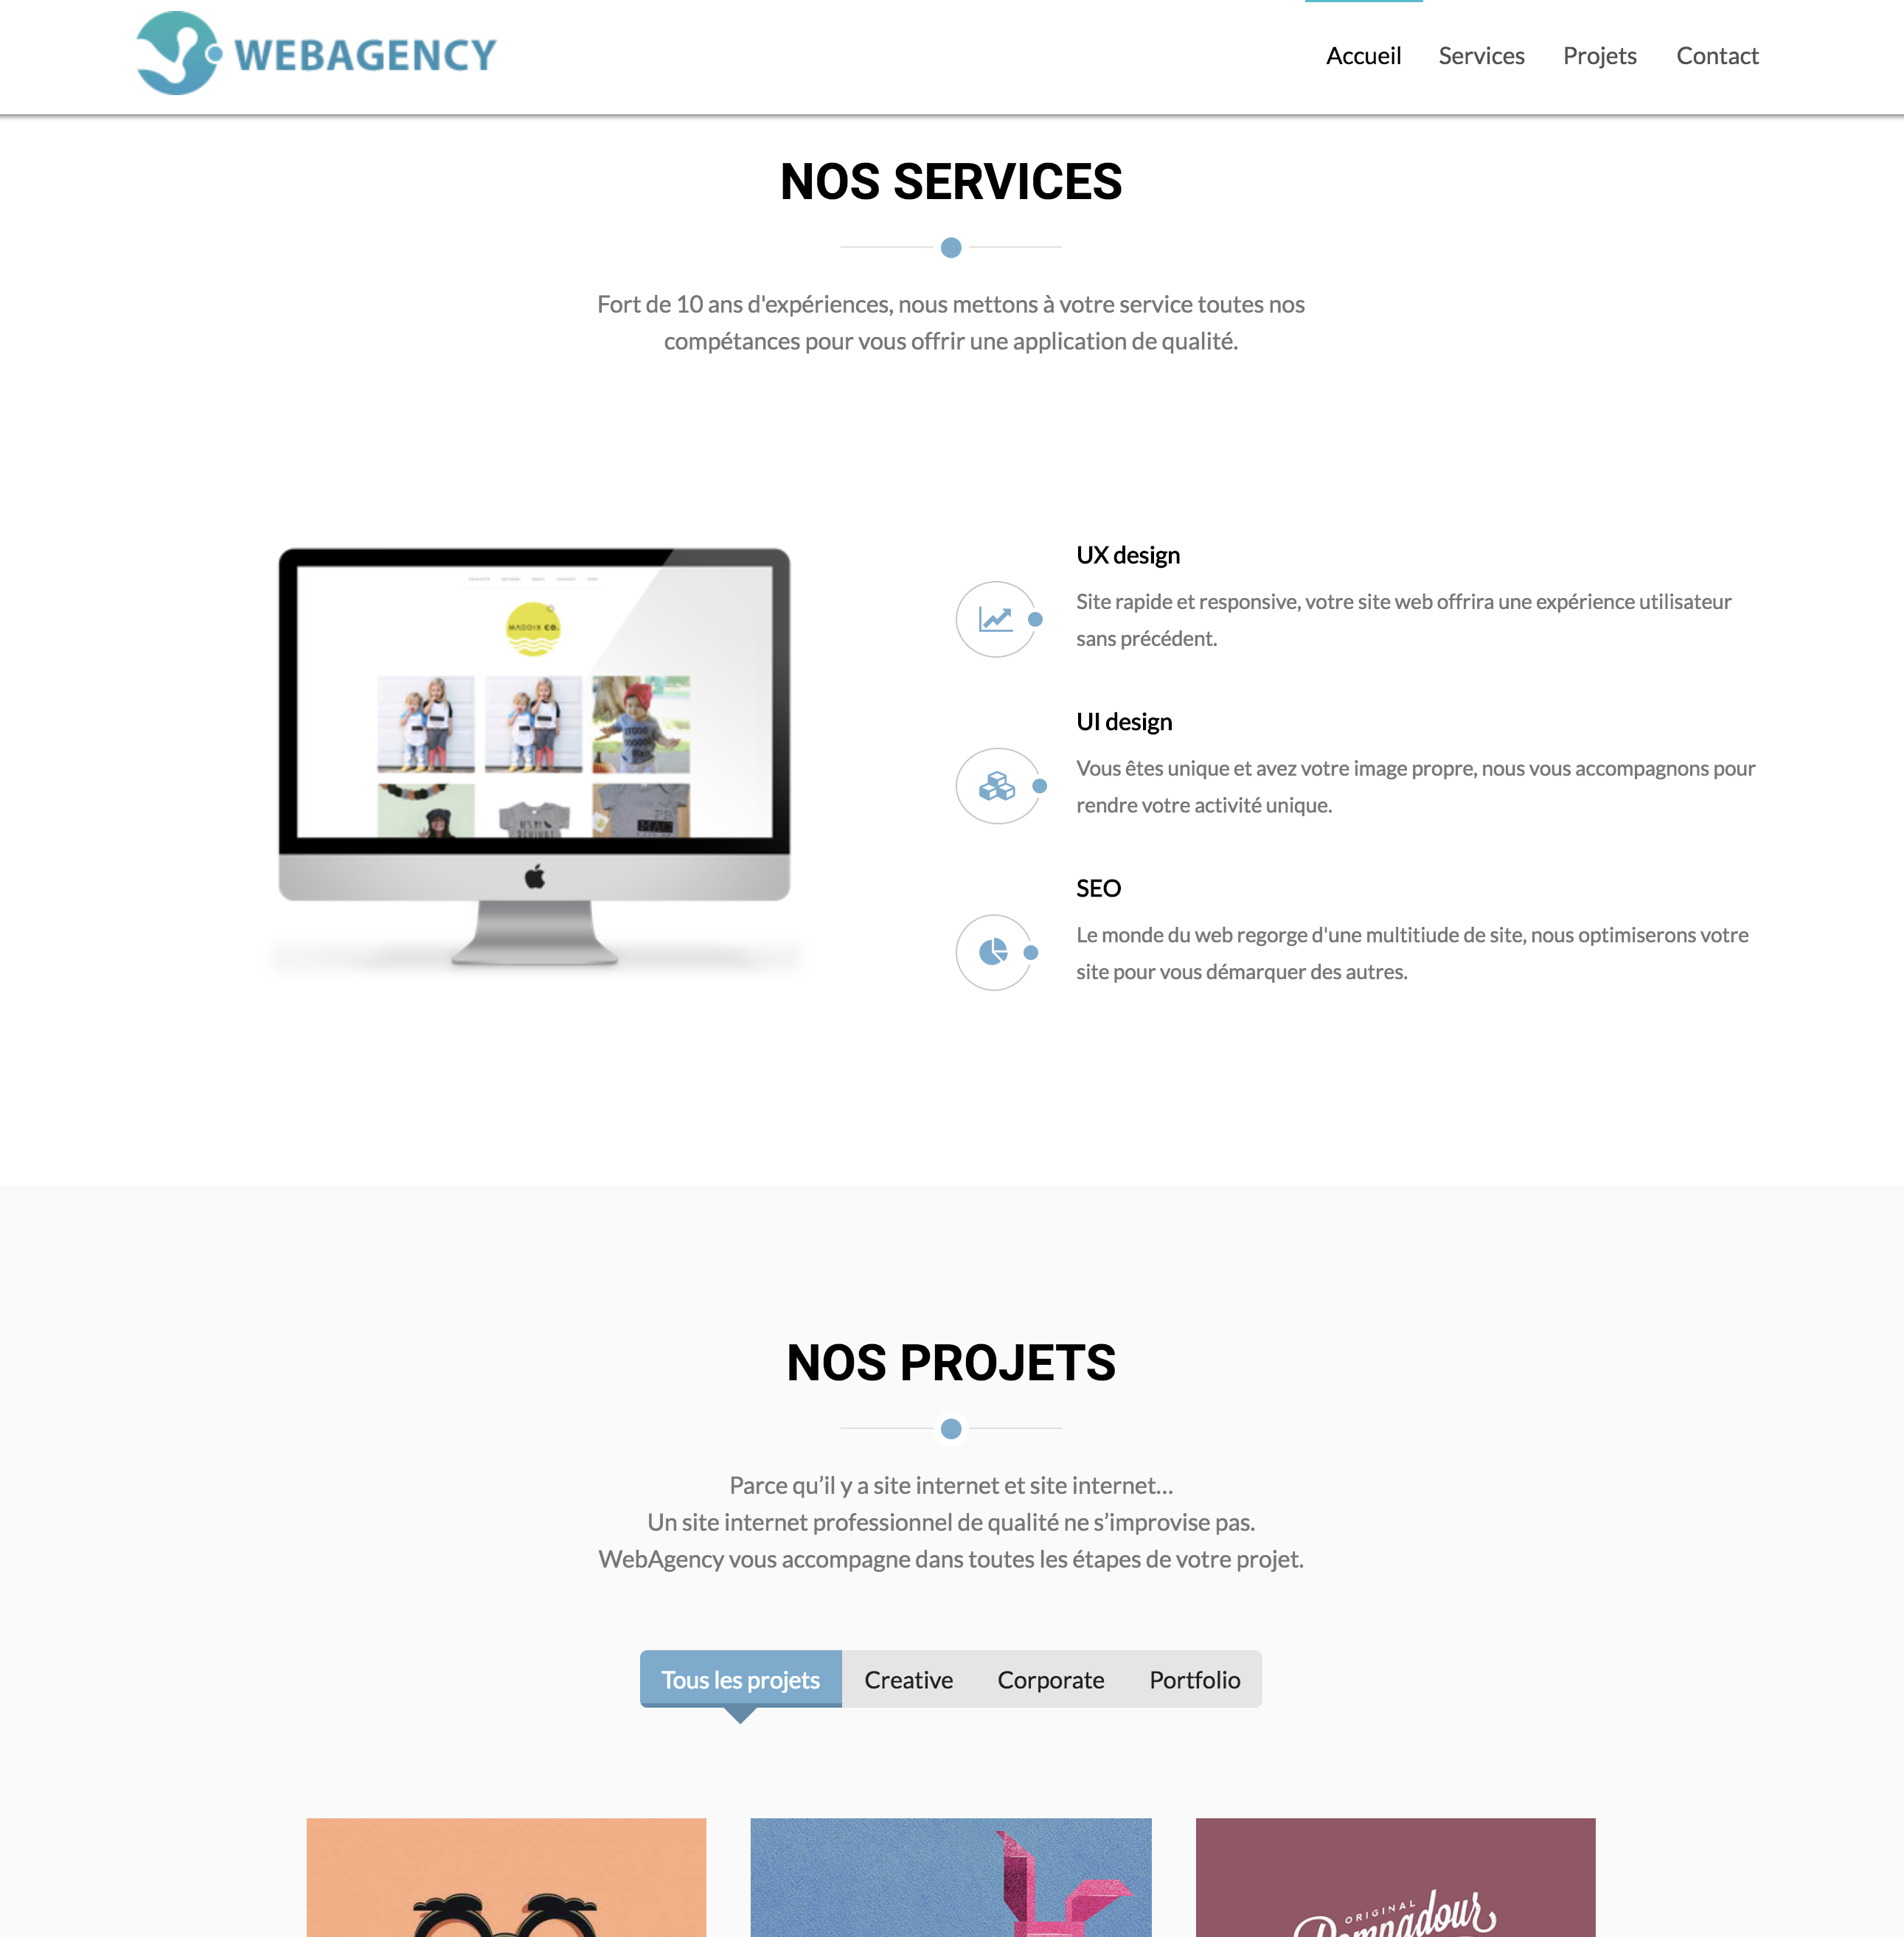 WEBAGENCY
Accueil Services Projets Contact
NOS SERVICES
Fort de 10 ans d'expériences, nous mettons à votre service toutes nos
compétances pour vous offrir une application de qualité.
MADDIX CO.
UX design
Site rapide et responsive, votre site web offrira une expérience utilisateur
sans précédent.
UI design
Vous êtes unique et avez votre image propre, nous vous accompagnons pour
rendre votre activité unique.
SEO
Le monde du web regorge d'une multitiude de site, nous optimiserons votre
site pour vous démarquer des autres.
NOS PROJETS
Parce qu’il y a site internet et site internet…
Un site internet professionnel de qualité ne s’improvise pas.
WebAgency vous accompagne dans toutes les étapes de votre projet.
Tous les projets Creative Corporate Portfolio
ORIGINAL
Pompadour